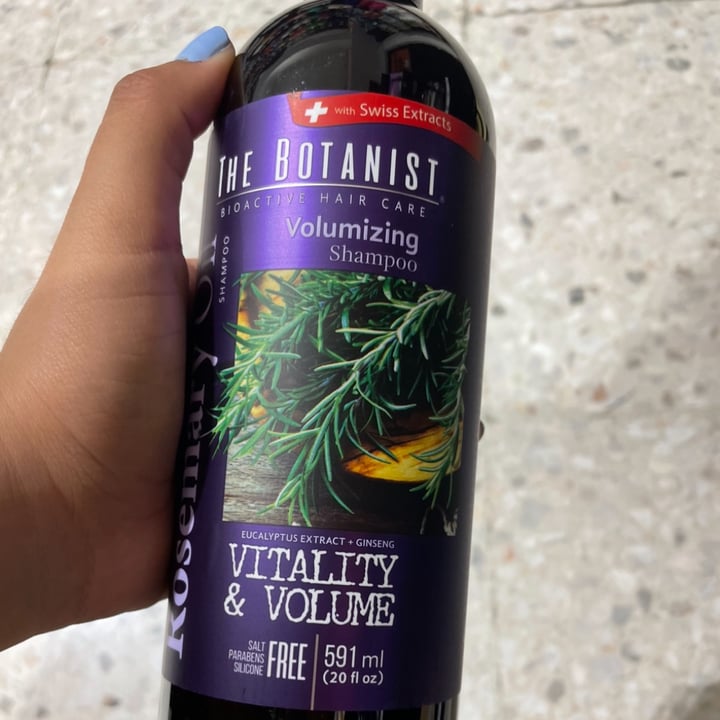 with Swiss Extracts
THE BOTANIST
BIOACTIVE HAIR CARE
Volumizing
Shampoo
Rosemary Oil
SHAMPOO
EUCALYPTUS EXTRACT + GINSENG
VITALITY
& VOLUME
SALT
PARABENS
SILICONE
FREE
591 ml
(20 fl oz)